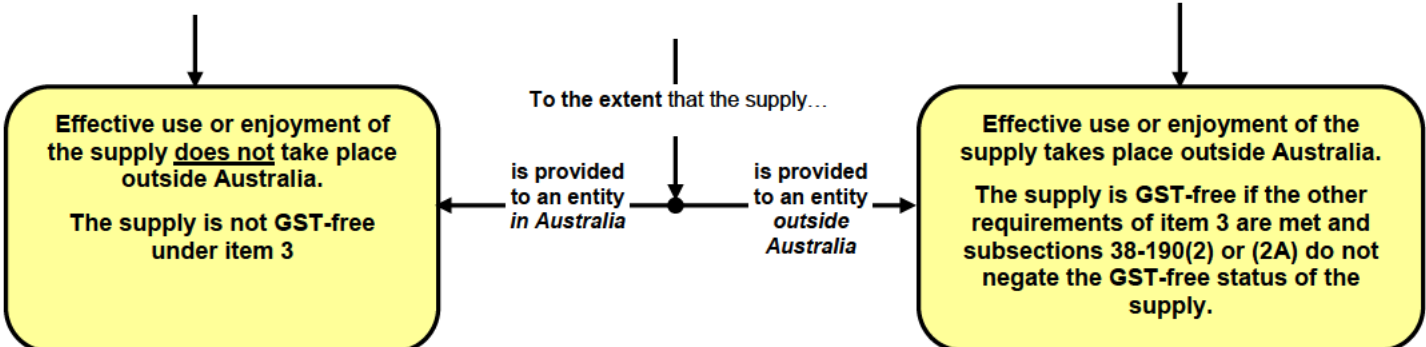 Effective use or enjoyment of
the supply does not take place
outside Australia.
The supply is not GST-free
under item 3
To the extent that the supply…
is provided
to an entity
in Australia
is provided
to an entity
outside
Australia
Effective use or enjoyment of the
supply takes place outside Australia.
The supply is GST-free if the other
requirements of item 3 are met and
subsections 38-190(2) or (2A) do not
negate the GST-free status of the
supply.